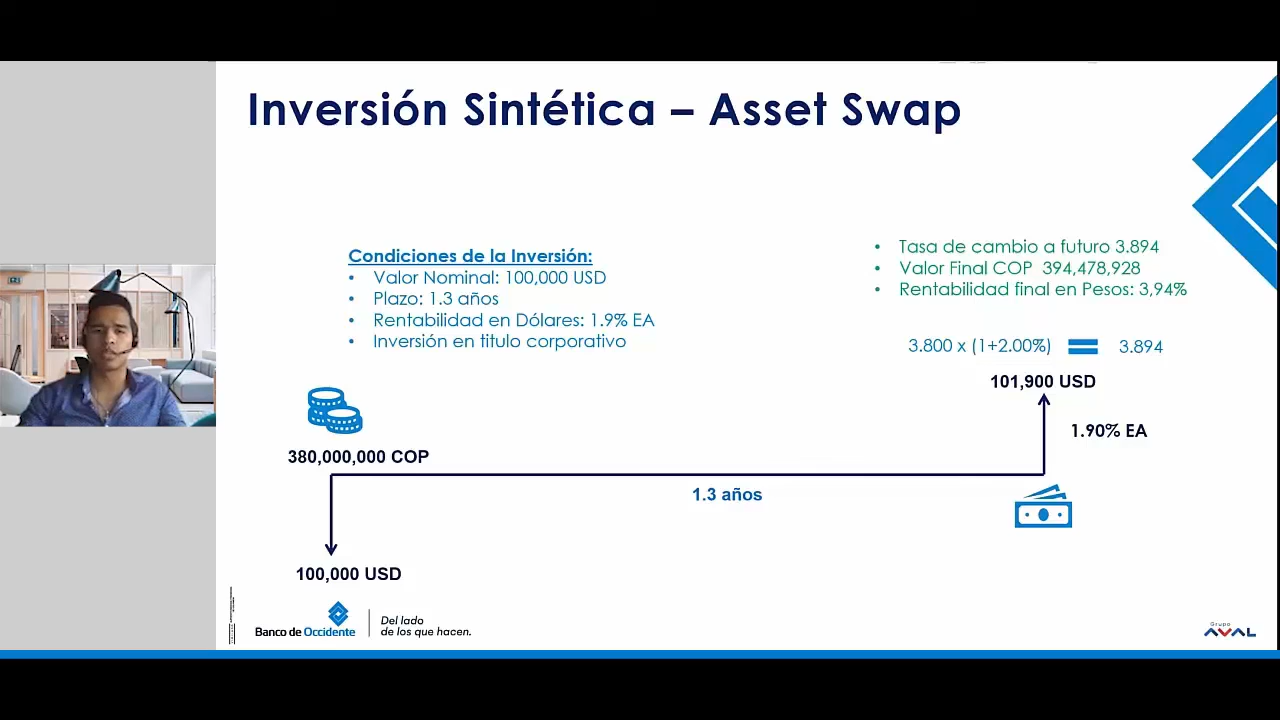 Inversión Sintética – Asset Swap
Condiciones de la Inversión:
• Valor Nominal: 100,000 USD
• Plazo: 1.3 años
• Rentabilidad en Dólares: 1.9% EA
• Inversión en titulo corporativo
• Tasa de cambio a futuro 3.894
• Valor Final COP 394,478,928
• Rentabilidad final en Pesos: 3,94%
3.800 x (1+2.00%) = 3.894
101,900 USD
1.90% EA
380,000,000 COP
1.3 años
100,000 USD
Banco de Occidente
Del lado
de los que hacen.
Grupo
AVAL